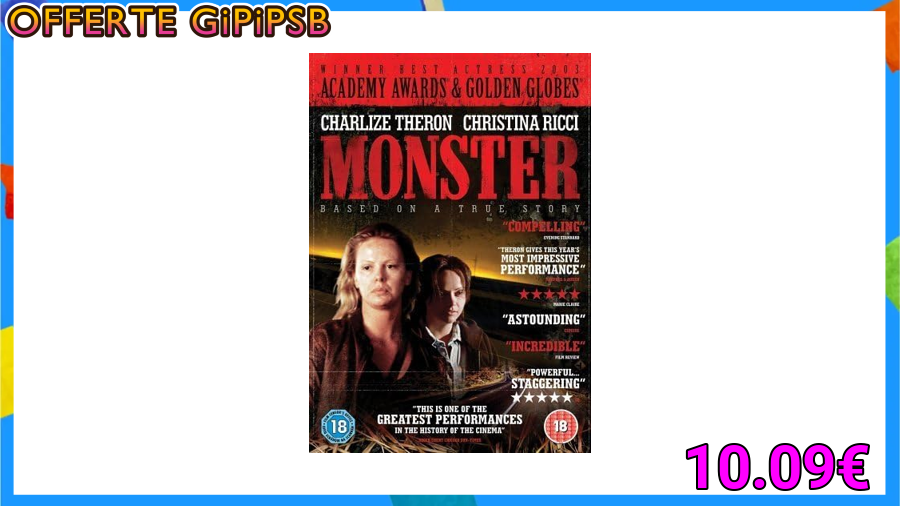 OFFERTE GiPiPSB
WINNER BEST ACTRESS 2003
ACADEMY AWARDS & GOLDEN GLOBES
CHARLIZE THERON CHRISTINA RICCI
MONSTER
BASED ON A TRUE STORY
"COMPELLING"
EVENING STANDARD
"THERON GIVES THIS YEAR'S
MOST IMPRESSIVE
PERFORMANCE"
MARIE CLAIRE
"ASTOUNDING"
"INCREDIBLE"
FILM REVIEW
"POWERFUL...
STAGGERING"
"THIS IS ONE OF THE
GREATEST PERFORMANCES
IN THE HISTORY OF THE CINEMA"
18
18
10.09€